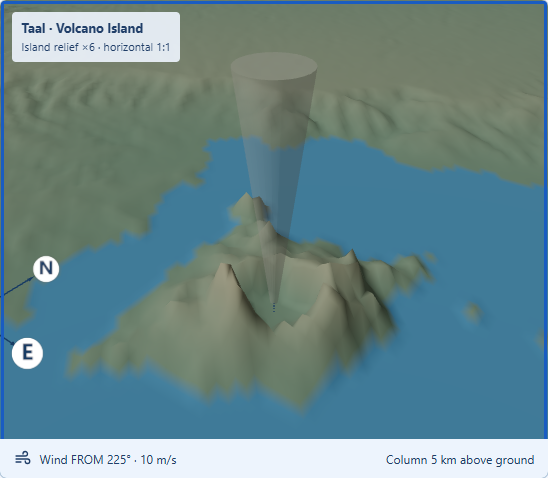 Taal · Volcano Island
Island relief ×6 · horizontal 1:1
N
E
Wind FROM 225° · 10 m/s
Column 5 km above ground